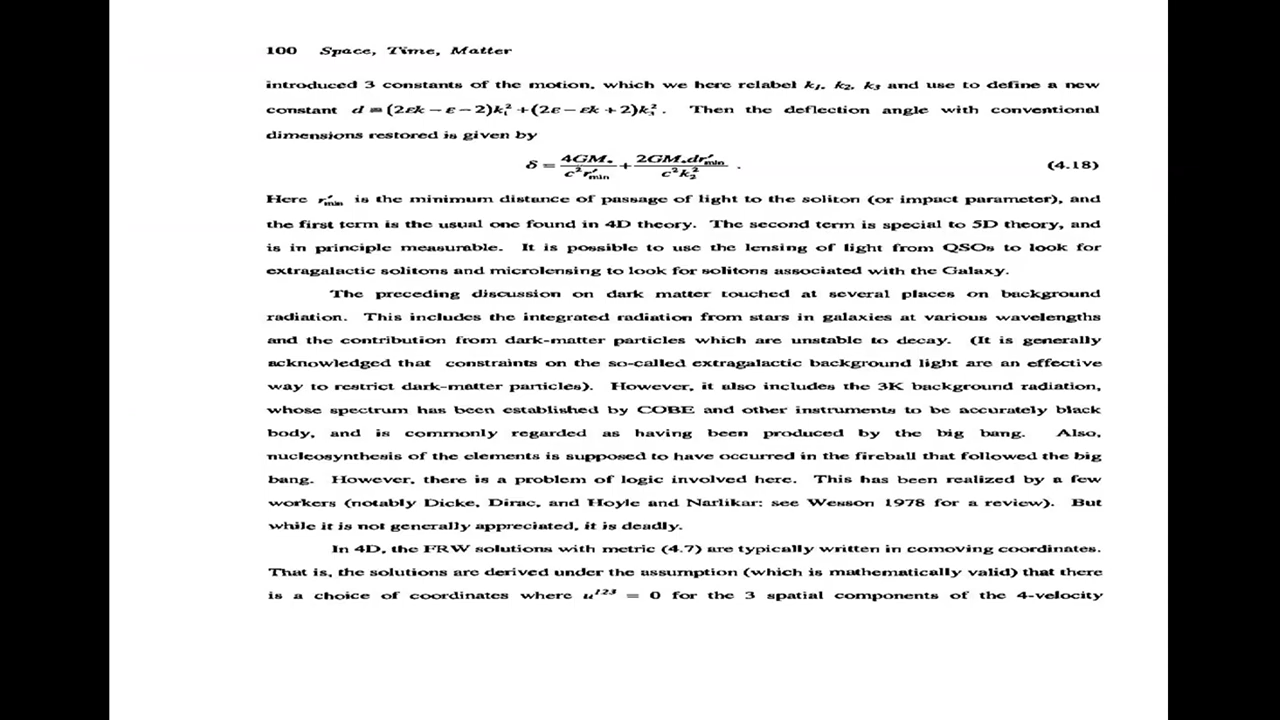 100 Space, Time, Matter
introduced 3 constants of the motion, which we here relabel k₁, k₂, k₃ and use to define a new
constant d ≡ (2εk − ε − 2)k₁² + (2ε − εk + 2)k₃². Then the deflection angle with conventional
dimensions restored is given by
δ = 4GM* / c²r′min + 2GM*dr′min / c²k₂² . (4.18)
Here r′min is the minimum distance of passage of light to the soliton (or impact parameter), and
the first term is the usual one found in 4D theory. The second term is special to 5D theory, and
is in principle measurable. It is possible to use the lensing of light from QSOs to look for
extragalactic solitons and microlensing to look for solitons associated with the Galaxy.
The preceding discussion on dark matter touched at several places on background
radiation. This includes the integrated radiation from stars in galaxies at various wavelengths
and the contribution from dark-matter particles which are unstable to decay. (It is generally
acknowledged that constraints on the so-called extragalactic background light are an effective
way to restrict dark-matter particles). However, it also includes the 3K background radiation,
whose spectrum has been established by COBE and other instruments to be accurately black
body, and is commonly regarded as having been produced by the big bang. Also,
nucleosynthesis of the elements is supposed to have occurred in the fireball that followed the big
bang. However, there is a problem of logic involved here. This has been realized by a few
workers (notably Dicke, Dirac, and Hoyle and Narlikar: see Wesson 1978 for a review). But
while it is not generally appreciated, it is deadly.
In 4D, the FRW solutions with metric (4.7) are typically written in comoving coordinates.
That is, the solutions are derived under the assumption (which is mathematically valid) that there
is a choice of coordinates where u¹²³ = 0 for the 3 spatial components of the 4-velocity